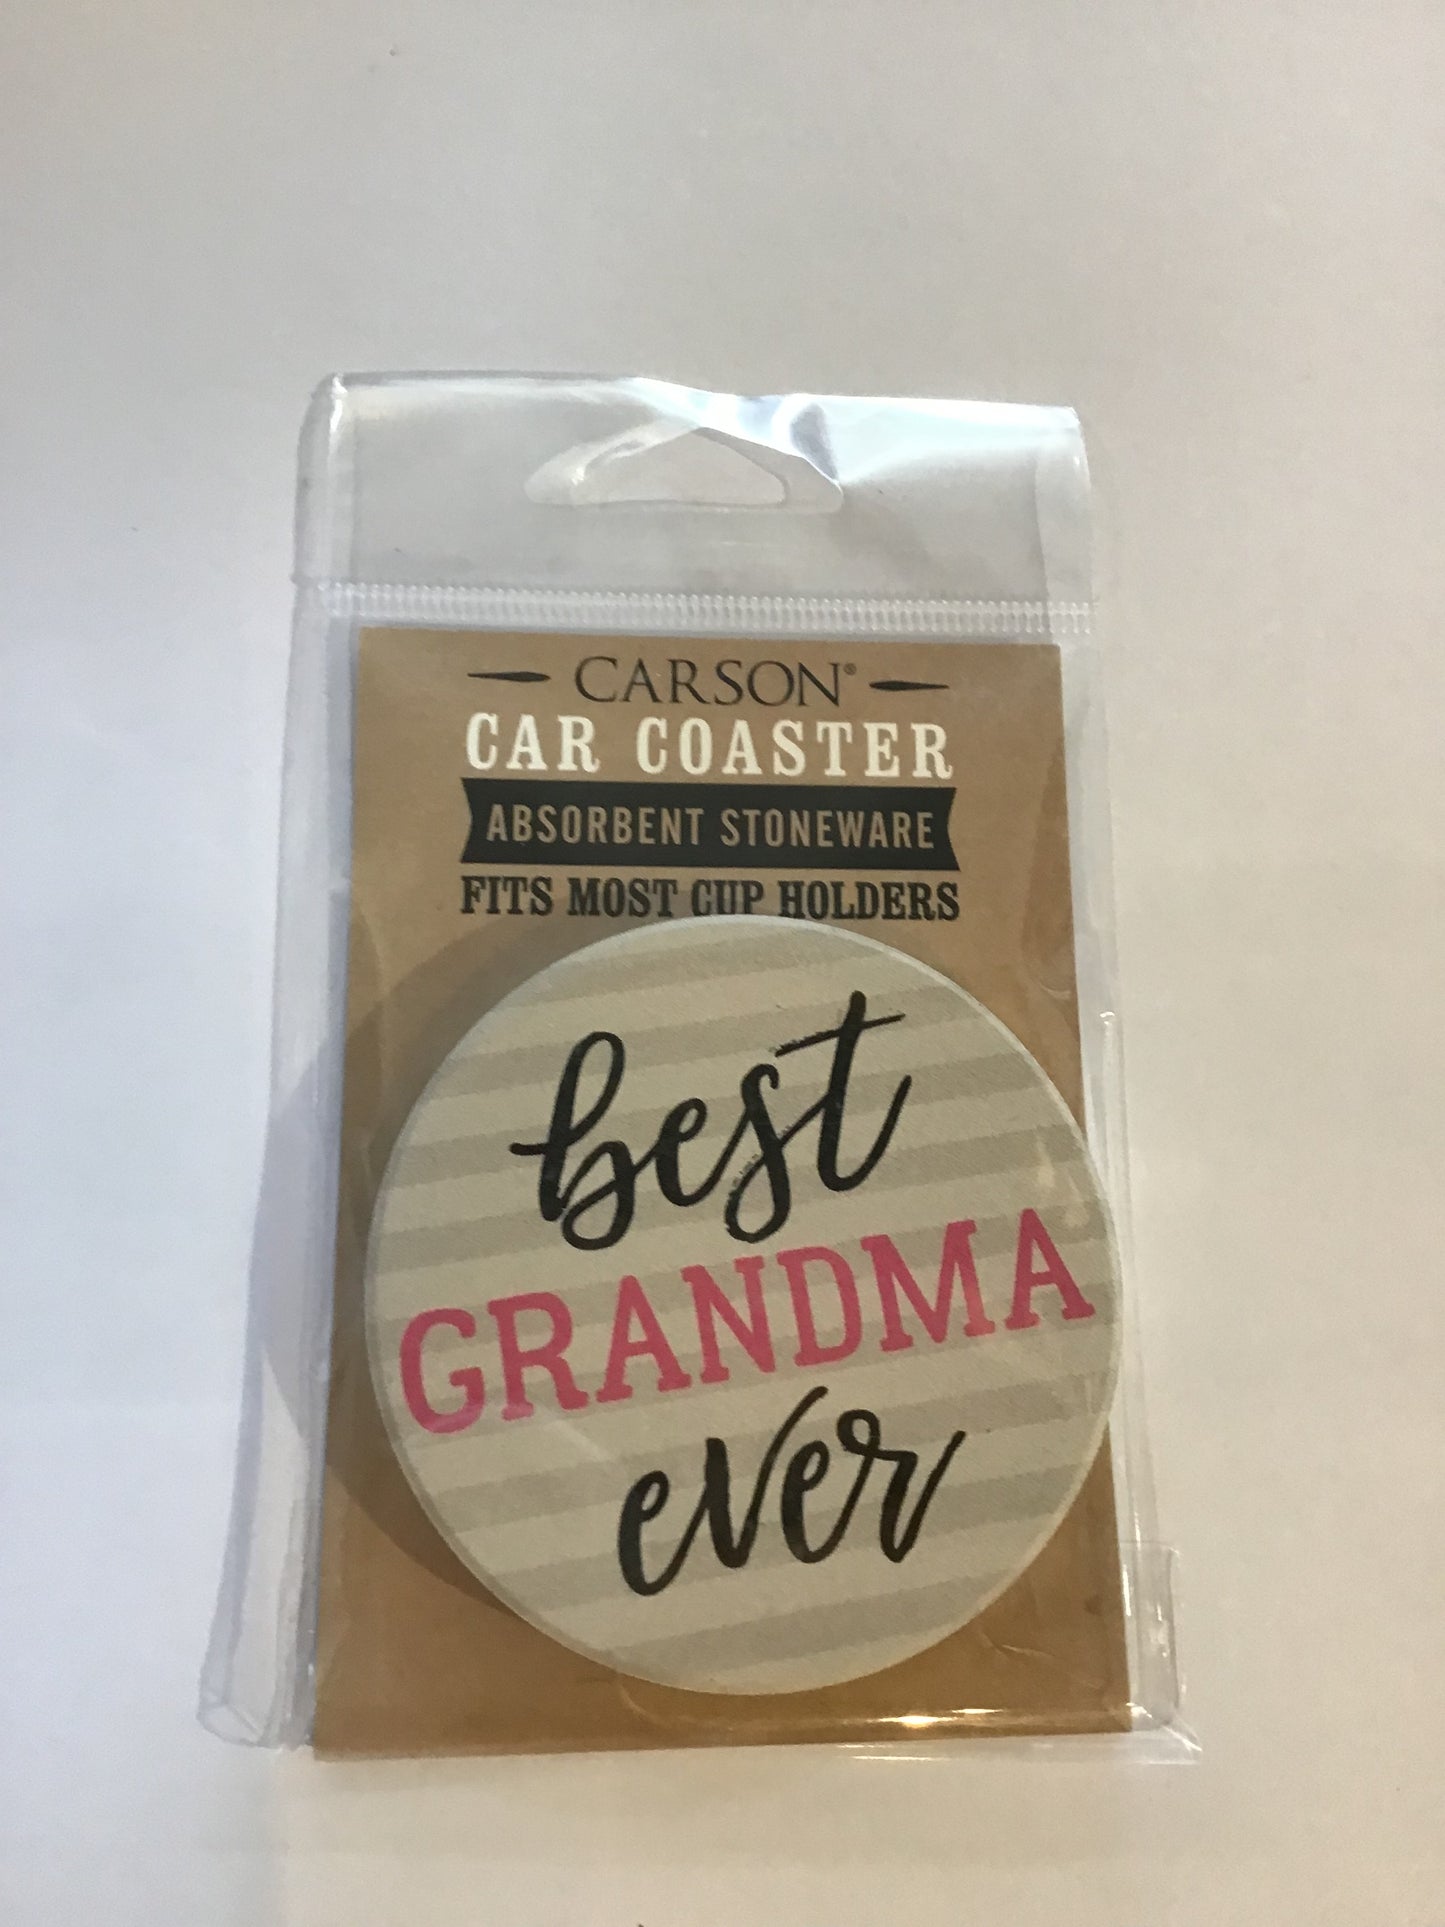 CARSON®
CAR COASTER
ABSORBENT STONEWARE
FITS MOST CUP HOLDERS
best
GRANDMA
ever